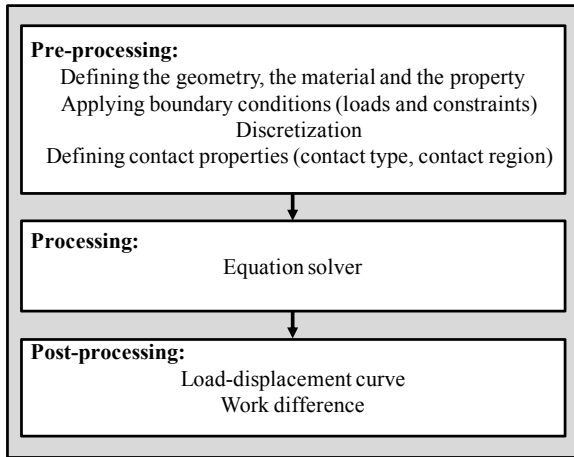 Pre-processing:
Defining the geometry, the material and the property
Applying boundary conditions (loads and constraints)
Discretization
Defining contact properties (contact type, contact region)
Processing:
Equation solver
Post-processing:
Load-displacement curve
Work difference